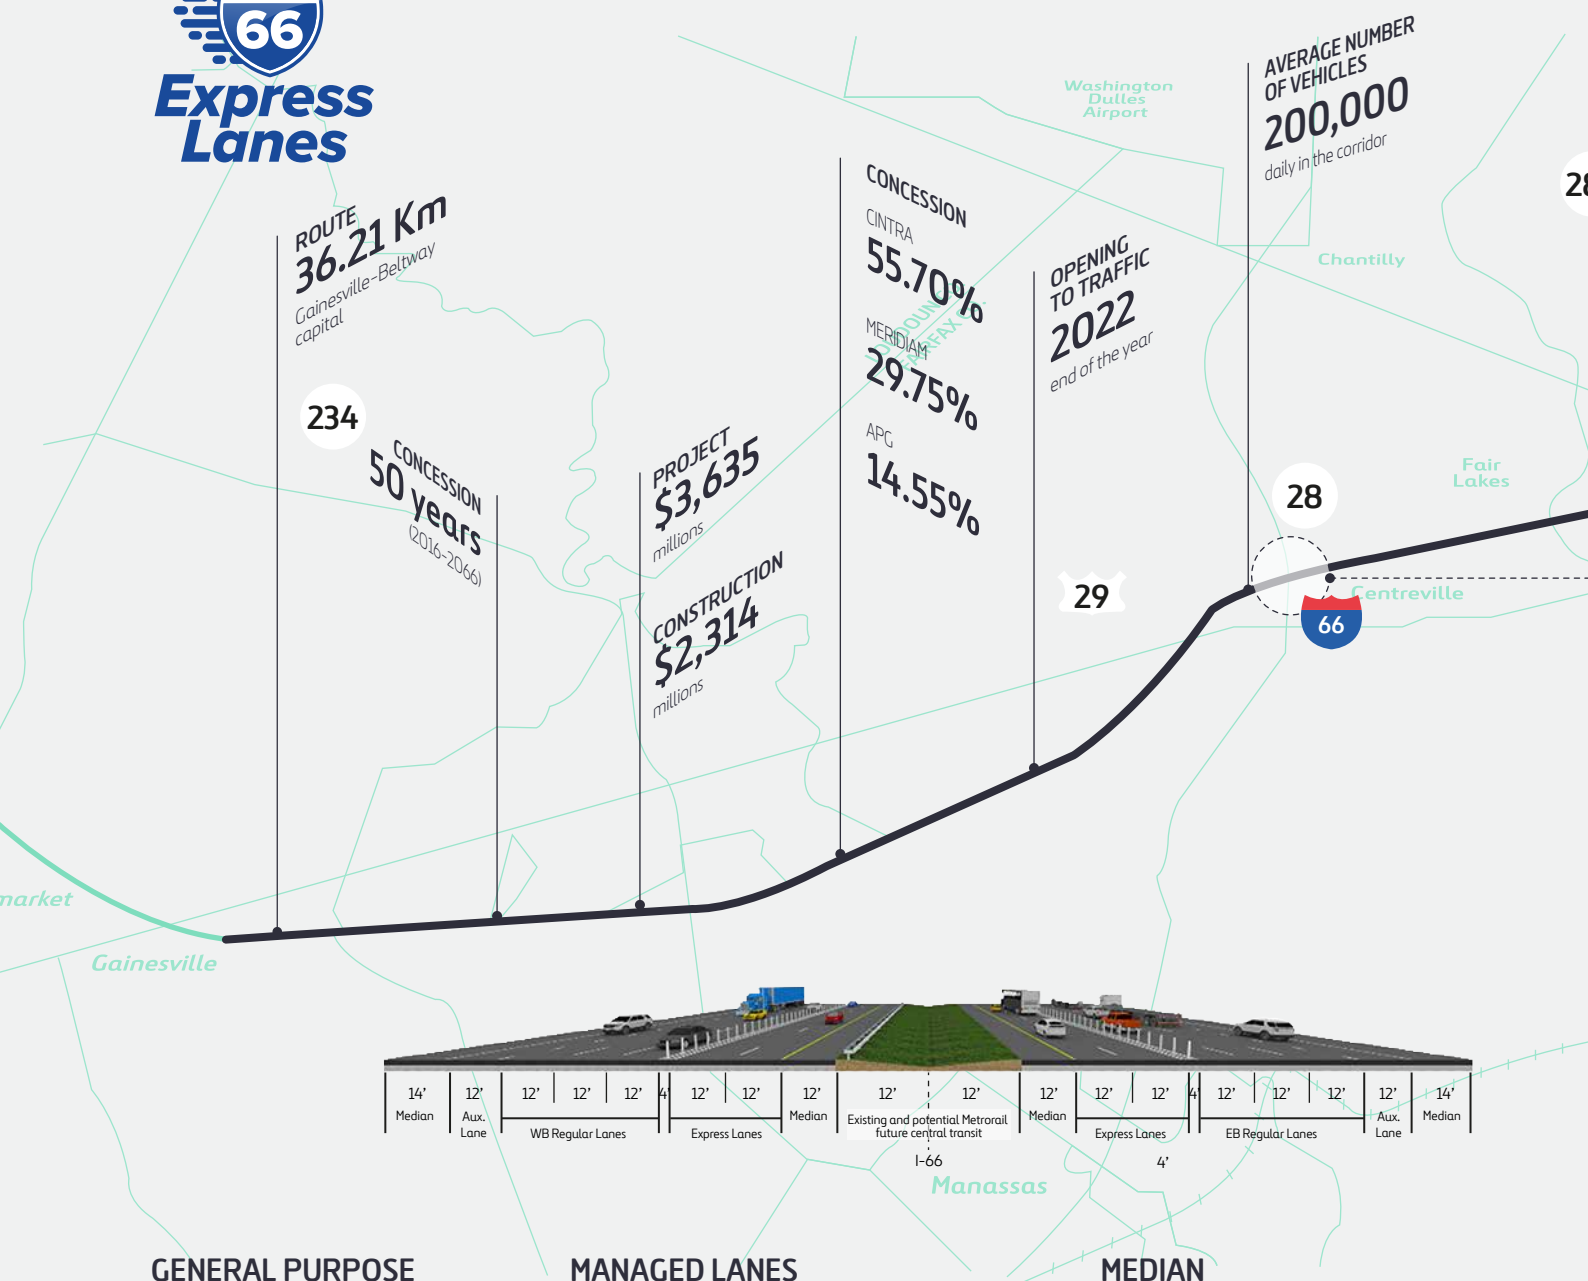 66
Express
Lanes
AVERAGE NUMBER
OF VEHICLES
200,000
daily in the corridor
Washington
Dulles
Airport
28
ROUTE
36.21 Km
Gainesville-Beltway
capital
CONCESSION
CINTRA
55.70%
MERIDIAM
29.75%
APG
14.55%
LOUDOUN C
FAIRFAX C
OPENING
TO TRAFFIC
2022
end of the year
Chantilly
234
CONCESSION
50 years
(2016-2066)
PROJECT
$3,635
millions
CONSTRUCTION
$2,314
millions
Fair
Lakes
28
29
Centreville
66
market
Gainesville
14’ 12’ 12’ 12’ 12’ 4’ 12’ 12’ 12’ 12’ 12’ 12’ 12’ 12’ 4’ 12’ 12’ 12’ 12’ 14’
Median Aux. Lane WB Regular Lanes Express Lanes Median Existing and potential Metrorail future central transit Median Express Lanes EB Regular Lanes Aux. Lane Median
I-66 4’
Manassas
GENERAL PURPOSE MANAGED LANES MEDIAN